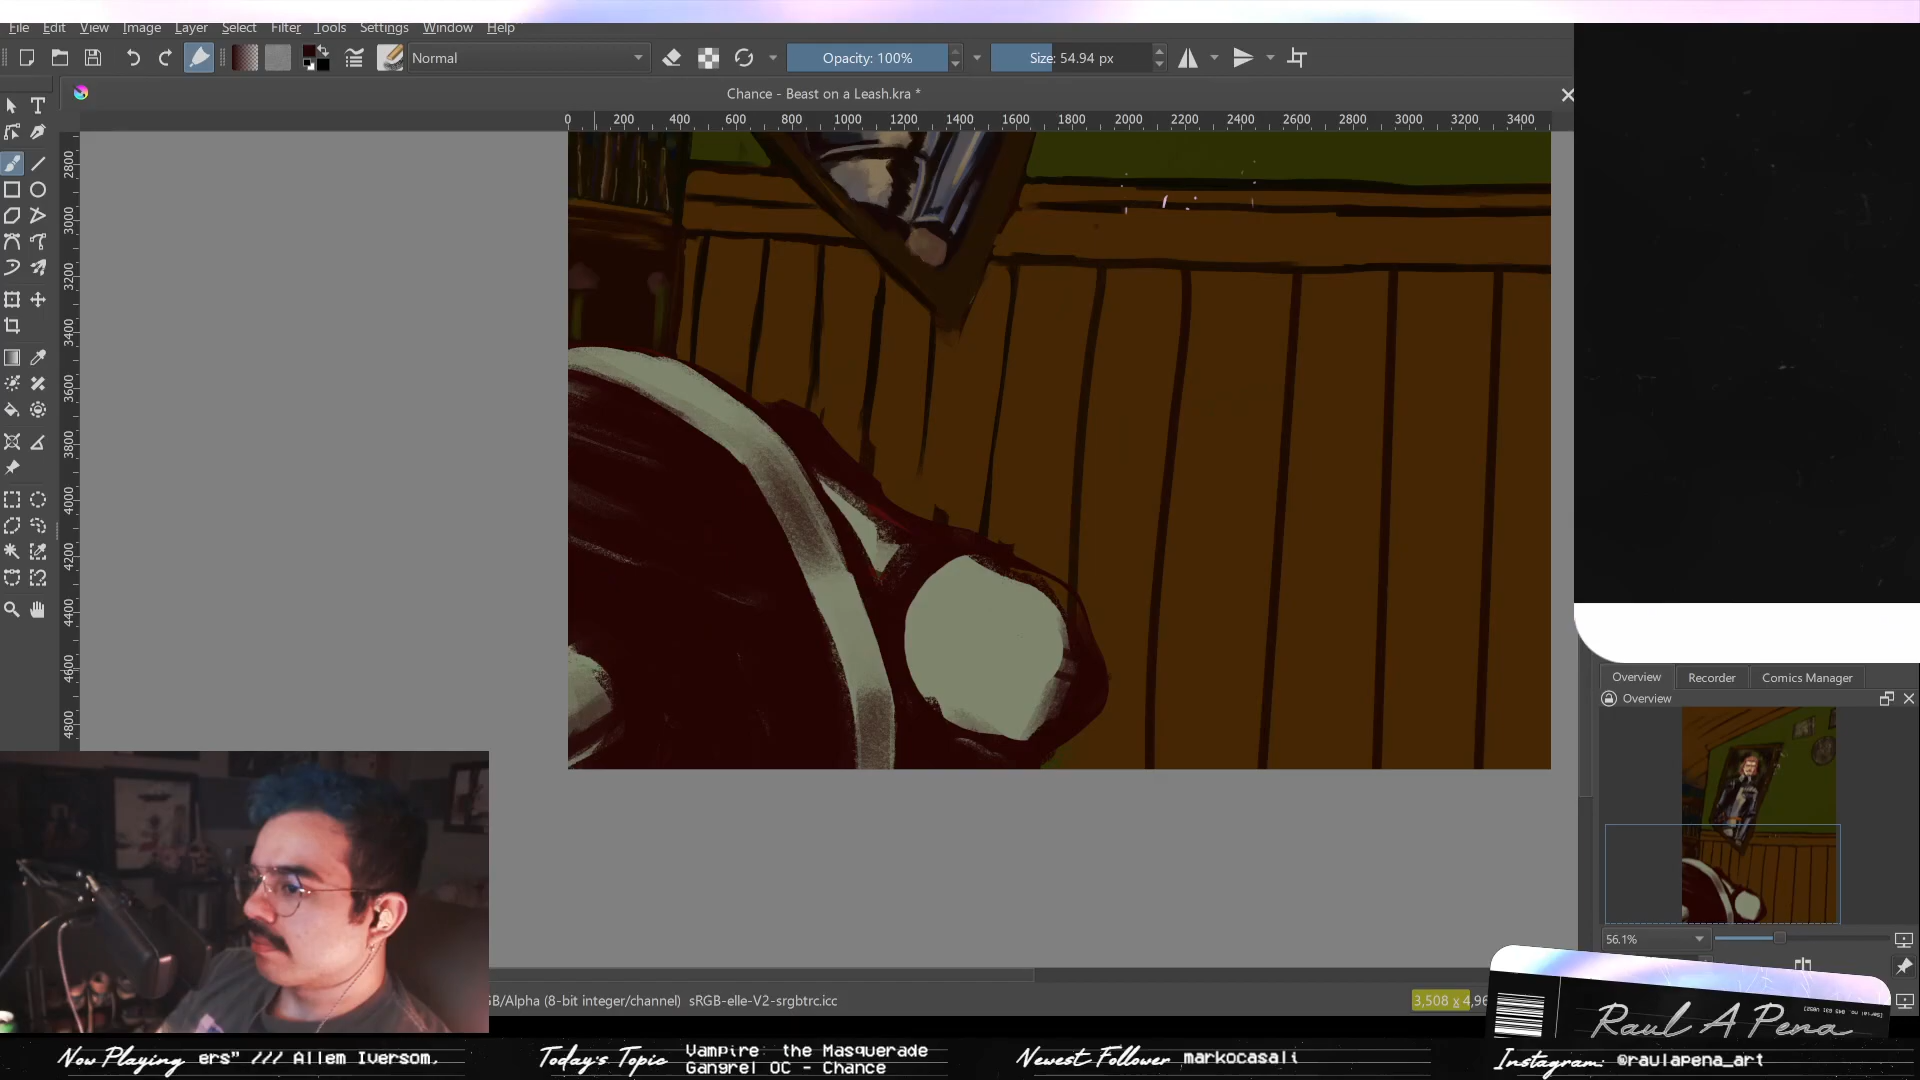 File Edit View Image Layer Select Filter Tools Settings Window Help
Normal
Opacity: 100%
Size: 54.94 px
Chance - Beast on a Leash.kra *
0 200 400 600 800 1000 1200 1400 1600 1800 2000 2200 2400 2600 2800 3000 3200 3400
2800
3000
3200
3400
3600
3800
4000
4200
4400
4600
4800
Overview Recorder Comics Manager
Overview
56.1%
GB/Alpha (8-bit integer/channel) sRGB-elle-V2-srgbtrc.icc
3,508 x 4,96
Raul A Pena
Now Playing ers" /// Allem Iversom,
Today's Topic Vampire: the Masquerade
Gangrel OC - Chance
Newest Follower markocasali
Instagram: @raulapena_art